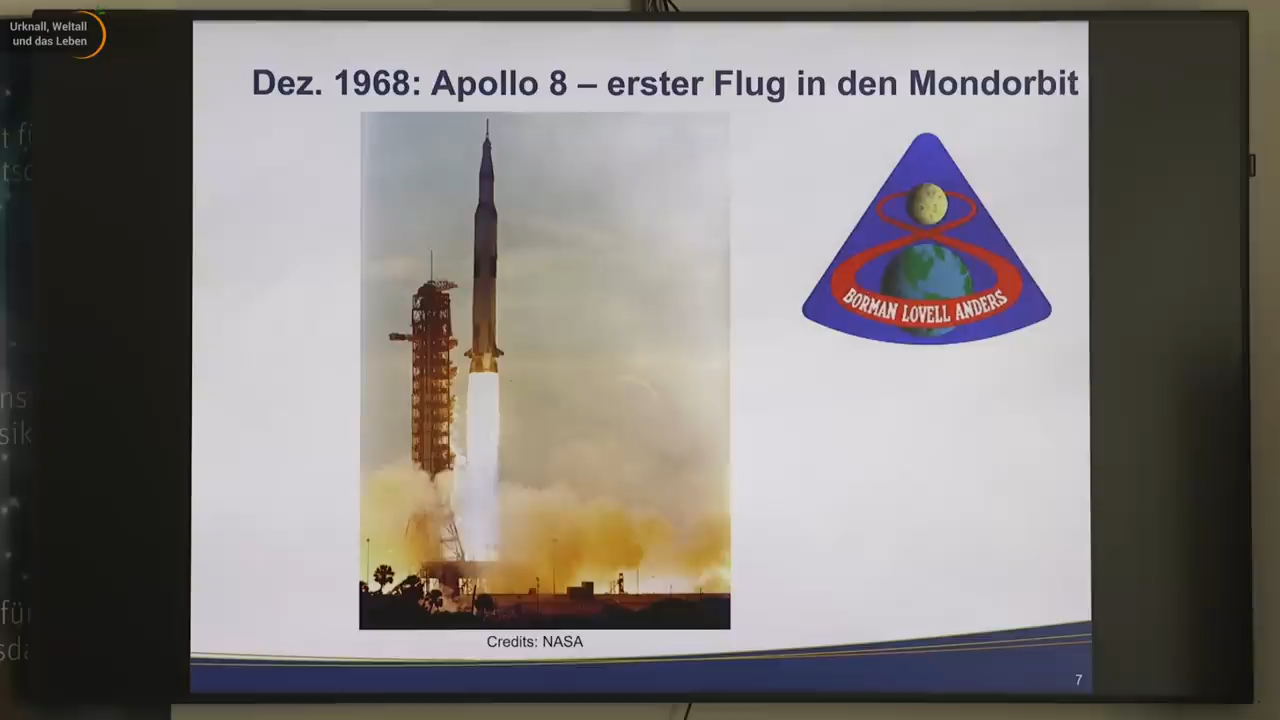 Urknall, Weltall
und das Leben
Dez. 1968: Apollo 8 – erster Flug in den Mondorbit
BORMAN LOVELL ANDERS
Credits: NASA
7